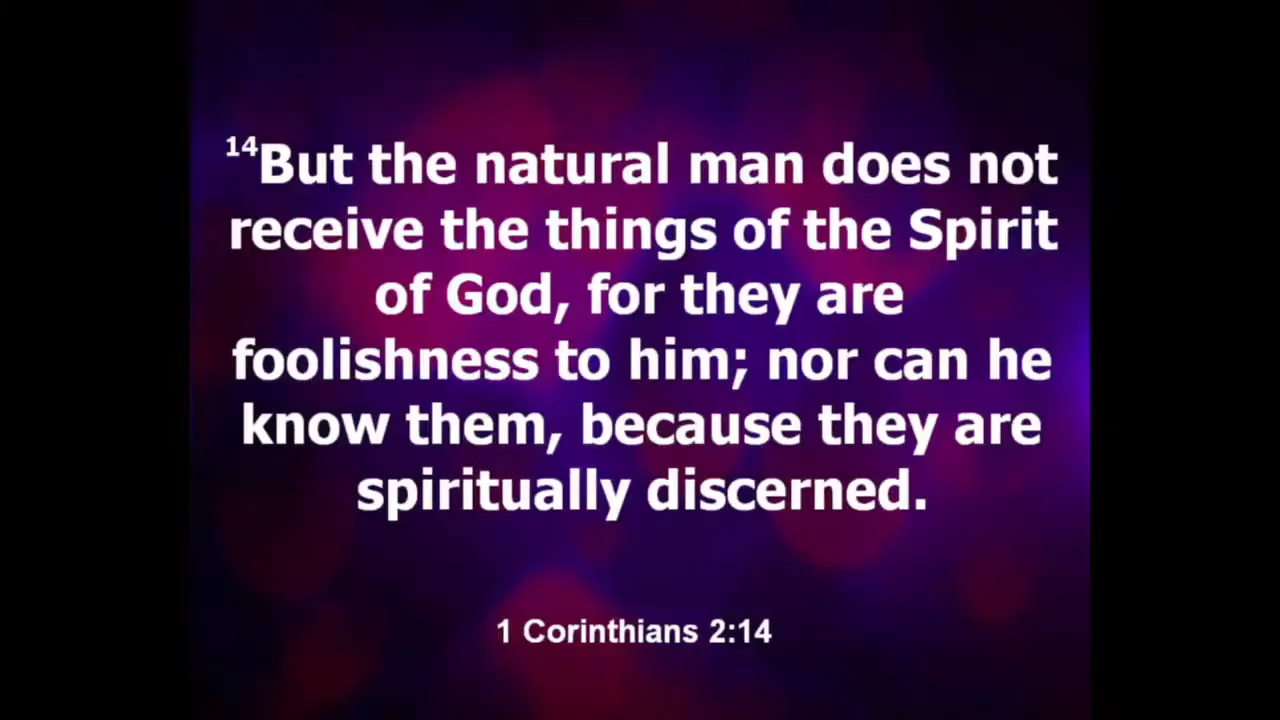 14But the natural man does not
receive the things of the Spirit
of God, for they are
foolishness to him; nor can he
know them, because they are
spiritually discerned.
1 Corinthians 2:14